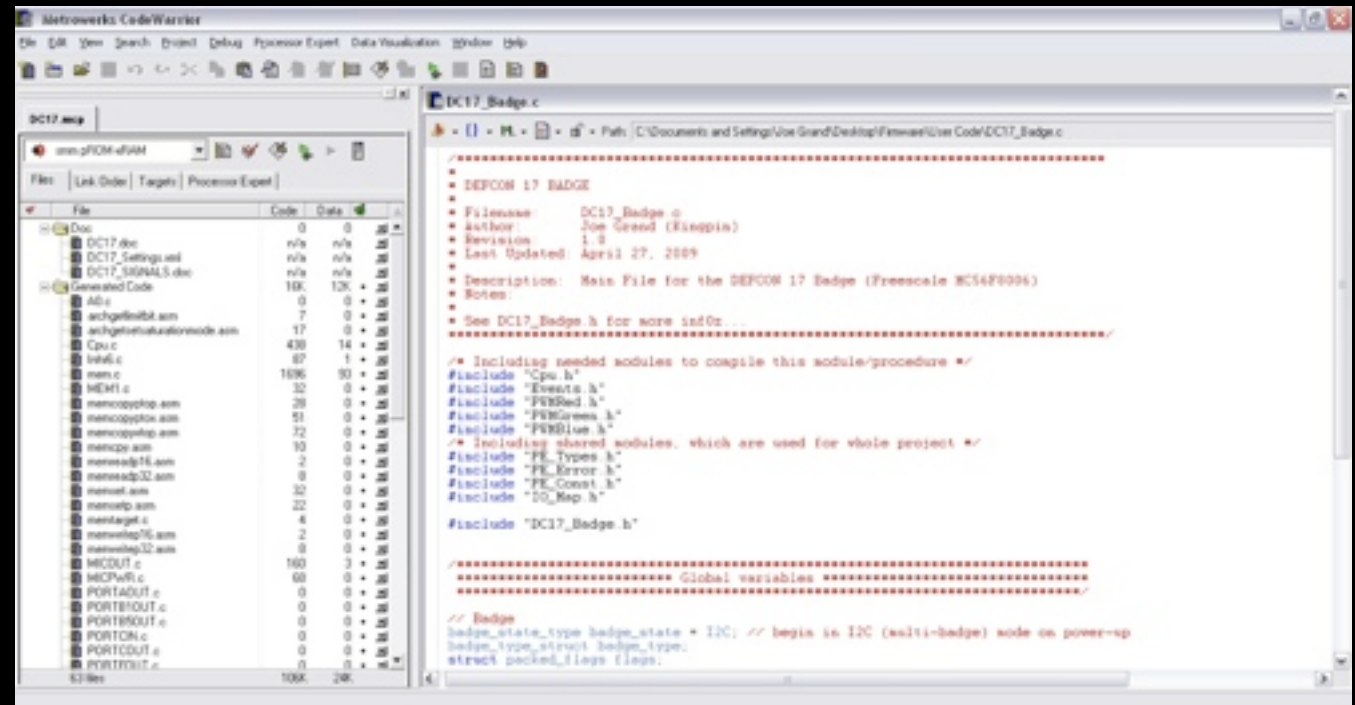 Metrowerks CodeWarrior
File Edit View Search Project Debug Processor Expert Data Visualization Window Help
DC17.mcp
DC17_Badge.c
Path: C:\Documents and Settings\Joe Grand\Desktop\Firmware\User Code\DC17_Badge.c
smm pROM-xRAM
Files Link Order Targets Processor Expert
File Code Data
Doc 0 0
DC17.doc n/a n/a
DC17_Settings.xml n/a n/a
DC17_SIGNALS.doc n/a n/a
Generated Code 16K 12K
0 0
archgetlimitbit.asm 7 0
archgetsetsaturationmode.asm 17 0
Cpu.c 438 14
87 1
mem.c 1696 93
MEM1.c 32 0
memcopyptop.asm 28 0
memcopyptox.asm 51 0
memcopyxtop.asm 72 0
memcpy.asm 10 0
memreadp16.asm 2 0
memreadp32.asm 8 0
memset.asm 32 0
memsetp.asm 22 0
memtarget.c 4 0
memwritep16.asm 2 0
memwritep32.asm 8 0
MICOUT.c 160 3
MICPWR.c 68 0
PORTAOUT.c 0 0
PORTB1OUT.c 0 0
PORTB5OUT.c 0 0
PORTCIN.c 0 0
PORTCOUT.c 0 0
PORTFOUT.c 0 0
63 files 106K 24K
/*******************************************************
*
* DEFCON 17 BADGE
*
* Filename: DC17_Badge.c
* Author: Joe Grand (Kingpin)
* Revision: 1.0
* Last Updated: April 27, 2009
*
* Description: Main File for the DEFCON 17 Badge (Freescale MC56F8006)
* Notes:
*
* See DC17_Badge.h for more inf0z...
*******************************************************/
/* Including needed modules to compile this module/procedure */
#include "Cpu.h"
#include "Events.h"
#include "PWMRed.h"
#include "PWMGreen.h"
#include "PWMBlue.h"
/* Including shared modules, which are used for whole project */
#include "PE_Types.h"
#include "PE_Error.h"
#include "PE_Const.h"
#include "IO_Map.h"
#include "DC17_Badge.h"
/*******************************************************
*********************** Global variables ***********************
*******************************************************/
// Badge
badge_state_type badge_state = I2C; // begin in I2C (multi-badge) mode on power-up
badge_type_struct badge_type;
struct packed_flags flags;